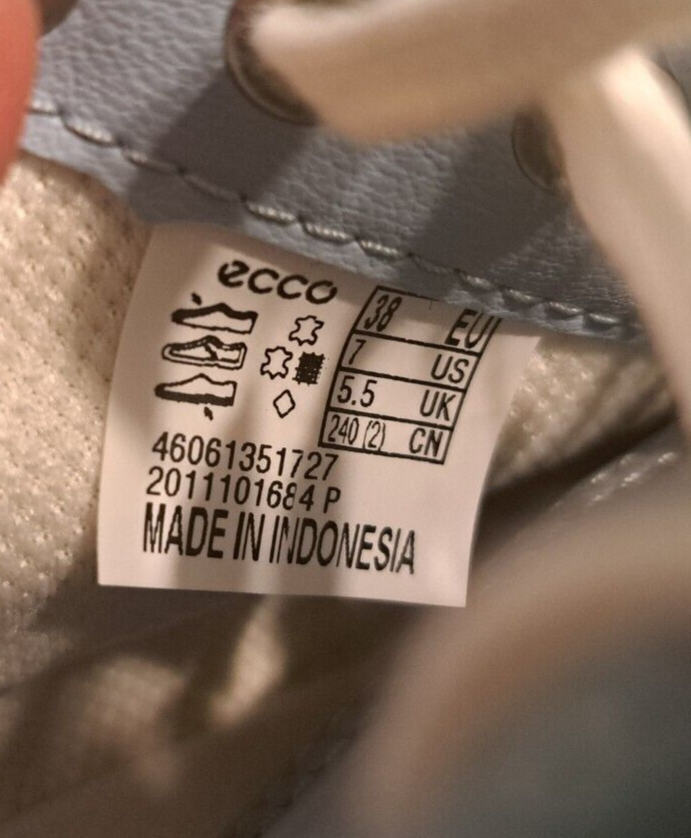 ecco
38 EU
7 US
5.5 UK
240 (2) CN
46061351727
2011101684 P
MADE IN INDONESIA